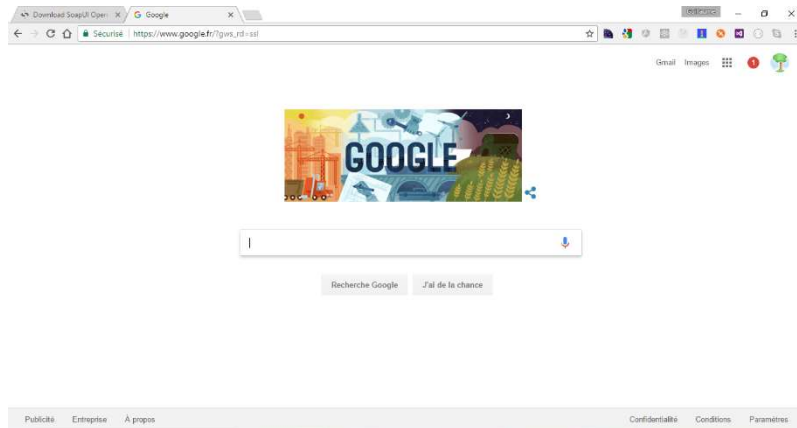 Download SoapUI Open
Google
Sécurisé https://www.google.fr/?gws_rd=ssl
Gmail Images 1
GOOGLE
Recherche Google J'ai de la chance
Publicité Entreprise À propos
Confidentialité Conditions Paramètres